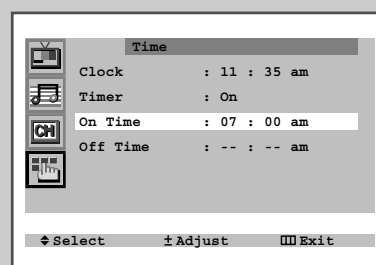 Time
Clock : 11 : 35 am
Timer : On
On Time : 07 : 00 am
CH
Off Time : -- : -- am
Select ± Adjust Exit